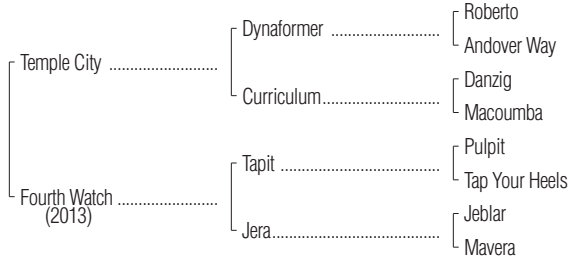 Roberto
Dynaformer ........................
Andover Way
Temple City ........................
Danzig
Curriculum..........................
Macoumba
Pulpit
Tapit ..................................
Tap Your Heels
Fourth Watch ......................
(2013)
Jeblar
Jera.....................................
Mavera